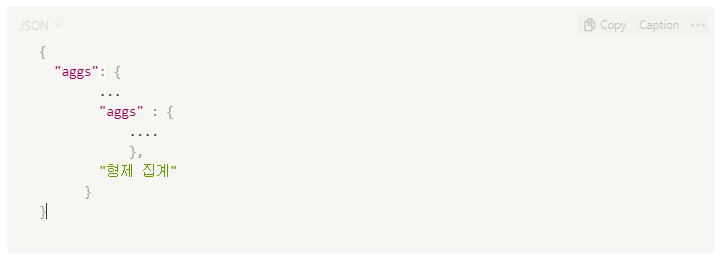 JSON Copy Caption ...
{
"aggs": {
...
"aggs" : {
....
},
"형제 집계"
}
}